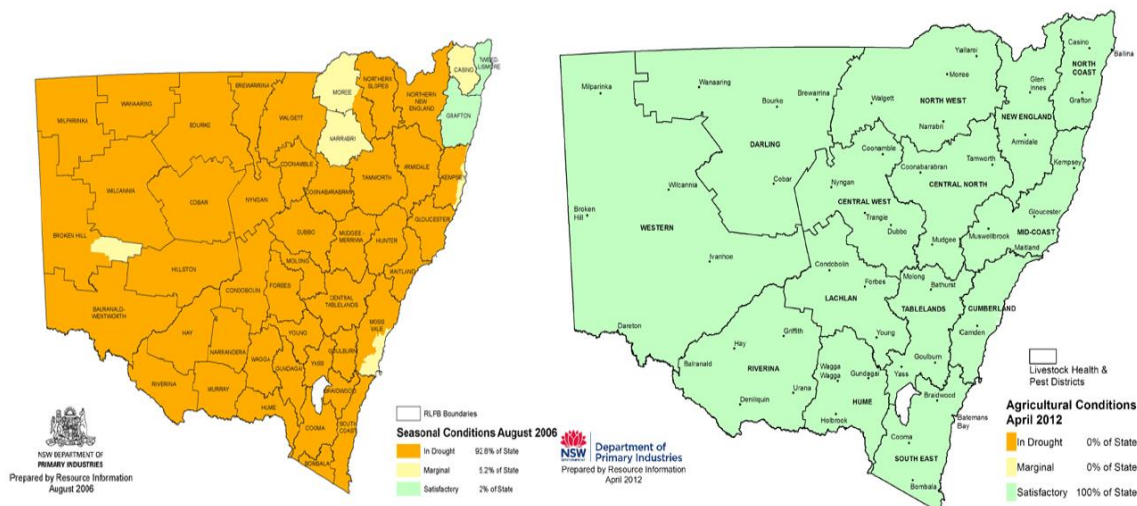 TWEED-
LISMORE
CASINO
MOREE
NORTHERN
SLOPES
NORTHERN
NEW
ENGLAND
GRAFTON
BREWARRINA
WANAARING
MILPARINKA
BOURKE
WALGETT
NARRABRI
COONAMBLE
ARMIDALE
KEMPSEY
COONABARABRAN
TAMWORTH
WILCANNIA
COBAR
NYNGAN
GLOUCESTER
BROKEN HILL
DUBBO
MUDGEE -
MERRIWA
HUNTER
HILLSTON
MOLONG
MAITLAND
CONDOBOLIN
FORBES
CENTRAL
TABLELANDS
BALRANALD-
WENTWORTH
MOSS
VALE
HAY
YOUNG
NARRANDERA
WAGGA
GOULBURN
GUNDAGAI
YASS
RIVERINA
MURRAY
BRAIDWOOD
HUME
SOUTH
COAST
COOMA
BOMBALA
RLPB Boundaries
Seasonal Conditions August 2006
In Drought 92.8% of State
Marginal 5.2% of State
Satisfactory 2% of State
NSW DEPARTMENT OF
PRIMARY INDUSTRIES
Prepared by Resource Information
August 2006
Yallaroi
Casino
Ballina
NORTH
COAST
Milparinka
Wanaaring
Moree
Glen
Innes
Bourke
Brewarrina
Walgett
NORTH WEST
Grafton
NEW ENGLAND
Narrabri
Armidale
DARLING
Coonamble
Kempsey
Coonabarabran
Tamworth
Wilcannia
Cobar
Nyngan
CENTRAL NORTH
Broken
Hill
CENTRAL WEST
Gloucester
WESTERN
Trangie
Dubbo
Mudgee
Muswellbrook
MID-COAST
Maitland
Ivanhoe
Condobolin
Forbes
Molong
Bathurst
LACHLAN
TABLELANDS
CUMBERLAND
Dareton
Griffith
Young
Camden
Hay
Balranald
RIVERINA
Wagga
Wagga
Gundagai
Goulburn
Yass
Urana
Deniliquin
HUME
Braidwood
Holbrook
Batemans
Bay
Cooma
SOUTH EAST
Bombala
Livestock Health &
Pest Districts
Agricultural Conditions
April 2012
In Drought 0% of State
Marginal 0% of State
Satisfactory 100% of State
NSW
Department of
Primary Industries
Prepared by Resource Information
April 2012